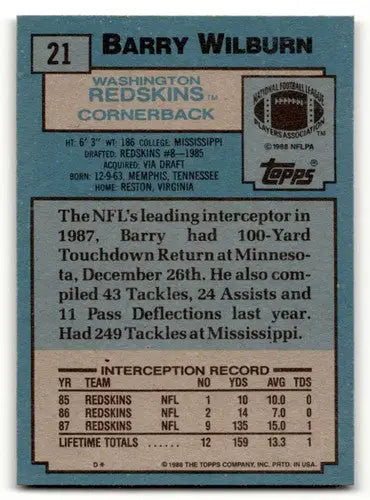 21
BARRY WILBURN
WASHINGTON
REDSKINS TM
CORNERBACK
NATIONAL FOOTBALL LEAGUE
PLAYERS ASSOCIATION
© 1988 NFLPA
TOPPS®
HT: 6' 3" WT: 186 COLLEGE: MISSISSIPPI
DRAFTED: REDSKINS #8—1985
ACQUIRED: VIA DRAFT
BORN: 12-9-63, MEMPHIS, TENNESSEE
HOME: RESTON, VIRGINIA
The NFL's leading interceptor in
1987, Barry had 100-Yard
Touchdown Return at Minneso-
ta, December 26th. He also com-
piled 43 Tackles, 24 Assists and
11 Pass Deflections last year.
Had 249 Tackles at Mississippi.
INTERCEPTION RECORD
YR TEAM NO YDS AVG TDS
85 REDSKINS NFL 1 10 10.0 0
86 REDSKINS NFL 2 14 7.0 0
87 REDSKINS NFL 9 135 15.0 1
LIFETIME TOTALS ...... 12 159 13.3 1
D* © 1988 THE TOPPS COMPANY, INC. PRTD. IN USA.